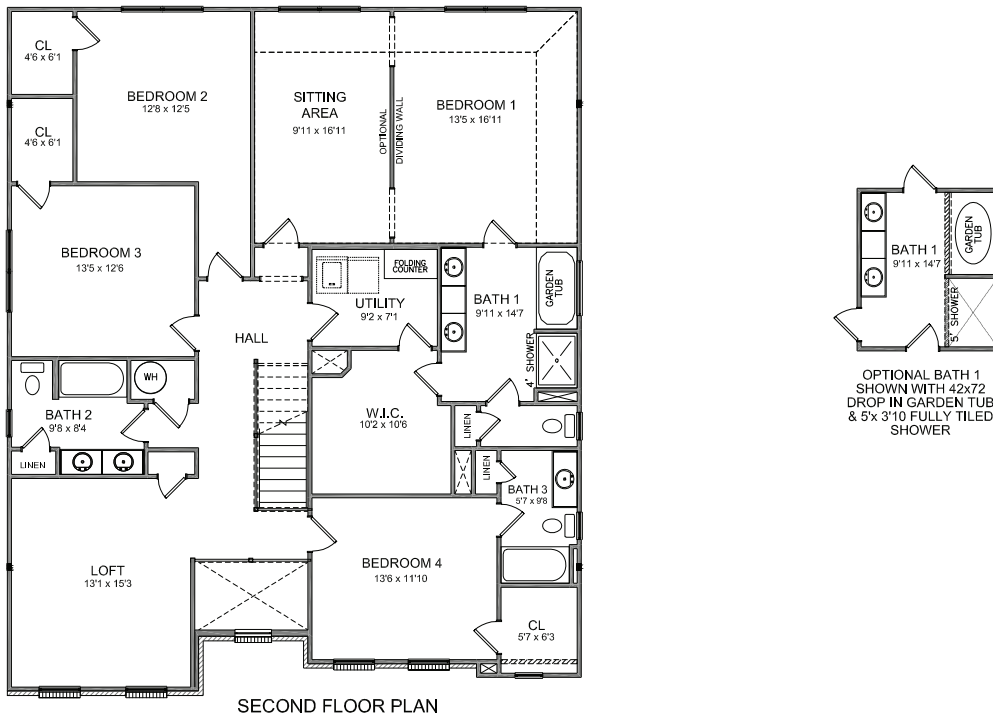 CL
4'6 x 6'1
BEDROOM 2
12'8 x 12'5
SITTING
AREA
9'11 x 16'11
OPTIONAL
DIVIDING WALL
BEDROOM 1
13'5 x 16'11
CL
4'6 x 6'1
BEDROOM 3
13'5 x 12'6
FOLDING
COUNTER
UTILITY
9'2 x 7'1
BATH 1
9'11 x 14'7
GARDEN
TUB
HALL
4' SHOWER
WH
BATH 2
9'8 x 8'4
LINEN
W.I.C.
10'2 x 10'6
LINEN
LINEN
BATH 3
5'7 x 9'8
LOFT
13'1 x 15'3
BEDROOM 4
13'6 x 11'10
CL
5'7 x 6'3
SECOND FLOOR PLAN
BATH 1
9'11 x 14'7
GARDEN
TUB
5' SHOWER
OPTIONAL BATH 1
SHOWN WITH 42x72
DROP IN GARDEN TUB
& 5'x 3'10 FULLY TILED
SHOWER